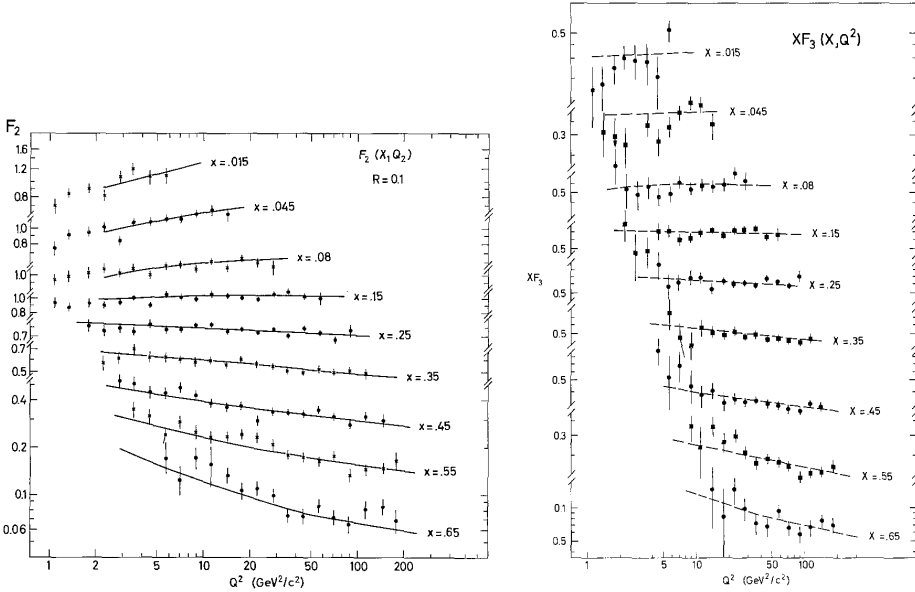 F₂
F₂ (X₁Q₂)
R=0.1
1.2
1.0
0.8
1.0
0.8
1.0
1.0
0.8
0.7
0.7
0.5
0.4
0.2
0.1
0.06
x=.015
x=.045
x=.08
x=.15
x=.25
x=.35
x=.45
x=.55
x=.65
1
2
5
10
20
50
100
200
Q² (GeV²/c²)
XF₃ (X,Q²)
XF₃
0.5
0.3
0.5
0.5
0.5
0.5
0.5
0.3
0.1
0.5
X=.015
X=.045
X=.08
X=.15
X=.25
X=.35
X=.45
X=.55
X=.65
1
5
10
50
100
Q² (GeV²/c²)